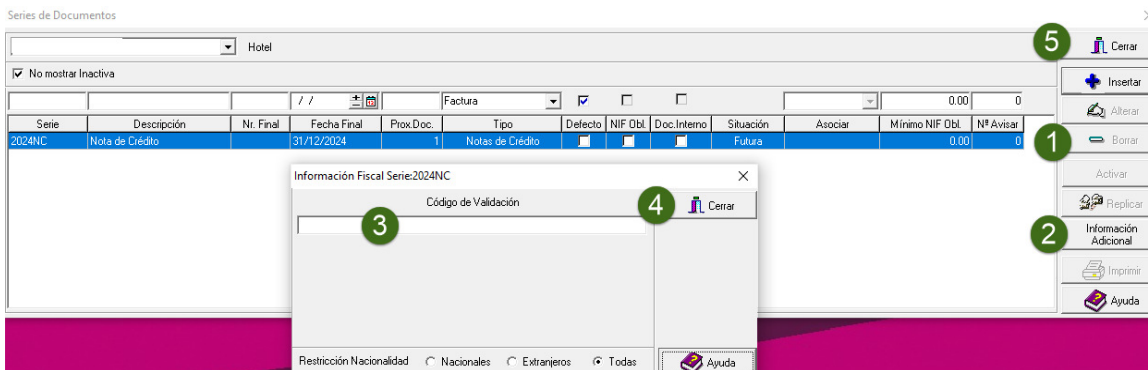 Series de Documentos
Hotel
5
Cerrar
No mostrar Inactiva
Insertar
/ /
Factura
0.00
0
Alterar
Serie
Descripción
Nr. Final
Fecha Final
Prox.Doc.
Tipo
Defecto
NIF Obl.
Doc.Interno
Situación
Asociar
Mínimo NIF Obl.
Nª Avisar
2024NC
Nota de Crédito
31/12/2024
1
Notas de Crédito
Futura
0.00
0
1
Borrar
Información Fiscal Serie:2024NC
Activar
Código de Validación
4
Cerrar
Replicar
3
2
Información
Adicional
Imprimir
Ayuda
Restricción Nacionalidad
Nacionales
Extranjeros
Todas
Ayuda